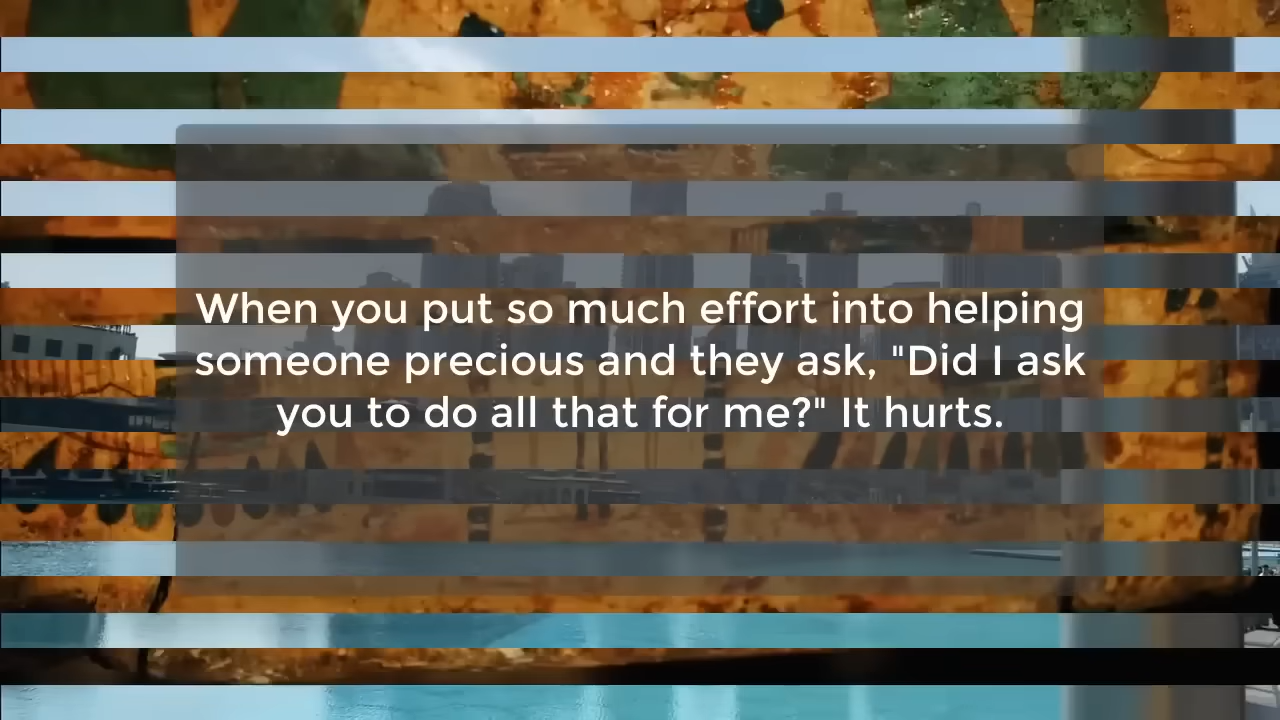 When you put so much effort into helping
someone precious and they ask, "Did I ask
you to do all that for me?" It hurts.